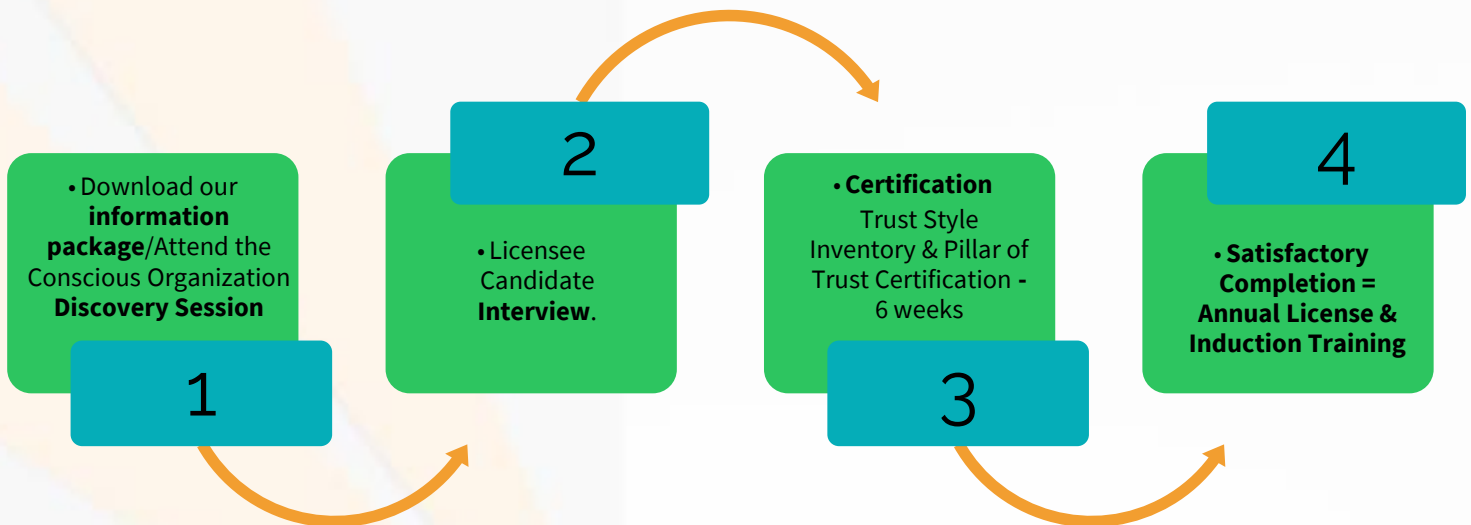 • Download our
information
package/Attend the
Conscious Organization
Discovery Session
1
2
• Licensee
Candidate
Interview.
• Certification
Trust Style
Inventory & Pillar of
Trust Certification -
6 weeks
3
4
• Satisfactory
Completion =
Annual License &
Induction Training